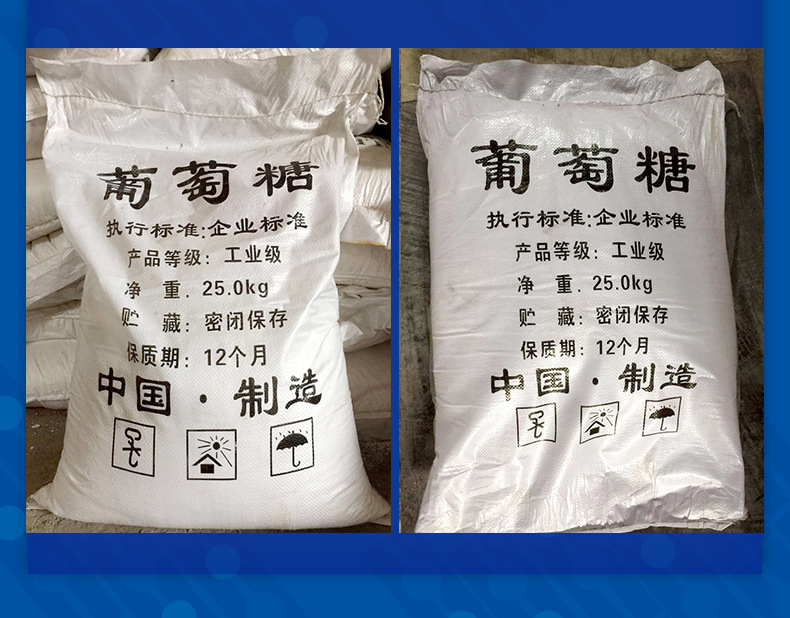 葡萄糖
执行标准:企业标准
产品等级: 工业级
净 重. 25.0kg
贮 藏: 密闭保存
保质期: 12个月
中国·制造
葡萄糖
执行标准:企业标准
产品等级: 工业级
净 重. 25.0kg
贮 藏: 密闭保存
保质期: 12个月
中国·制造